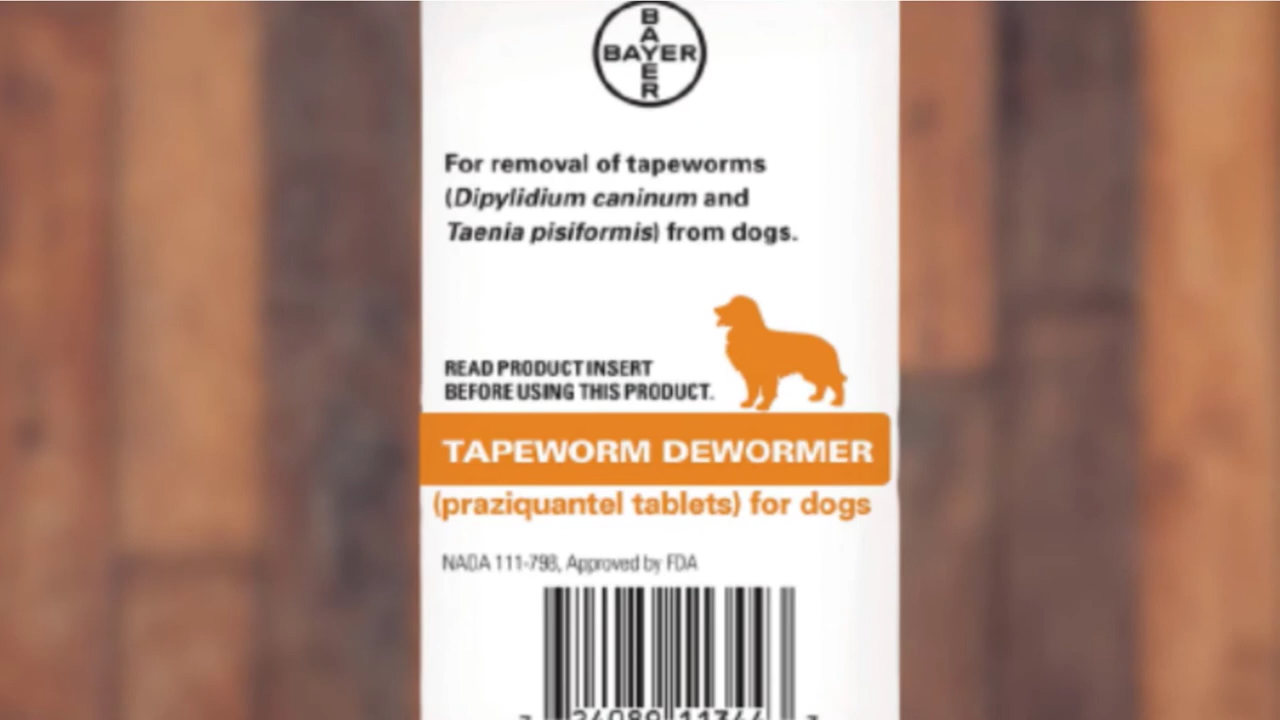 BAYER
BAYER
For removal of tapeworms
(Dipylidium caninum and
Taenia pisiformis) from dogs.
READ PRODUCT INSERT
BEFORE USING THIS PRODUCT.
TAPEWORM DEWORMER
(praziquantel tablets) for dogs
NADA 111-798, Approved by FDA